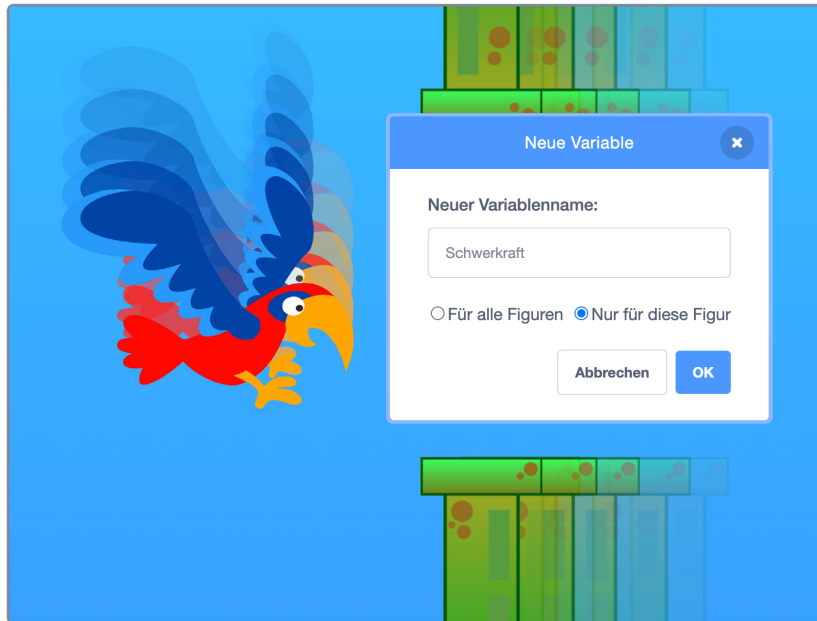 Neue Variable
Neuer Variablenname:
Schwerkraft
Für alle Figuren Nur für diese Figur
Abbrechen OK